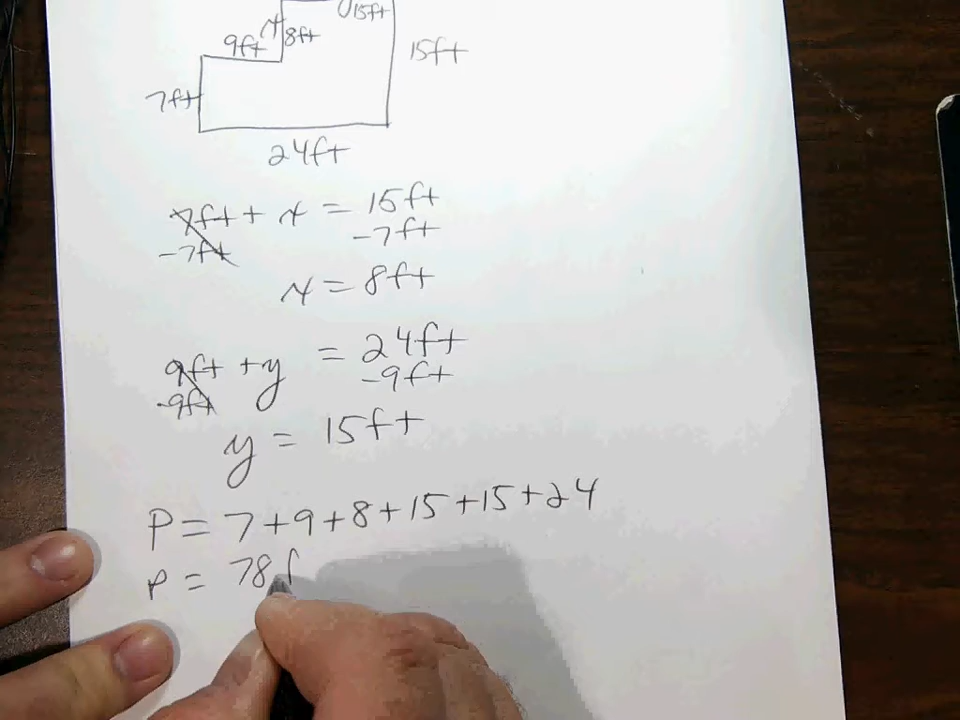 y 15ft
9ft x 8ft 15ft
7ft
24ft
7ft + x = 15ft
-7ft -7ft
x = 8ft
9ft + y = 24ft
-9ft -9ft
y = 15ft
P = 7+9+8+15+15+24
P = 78f